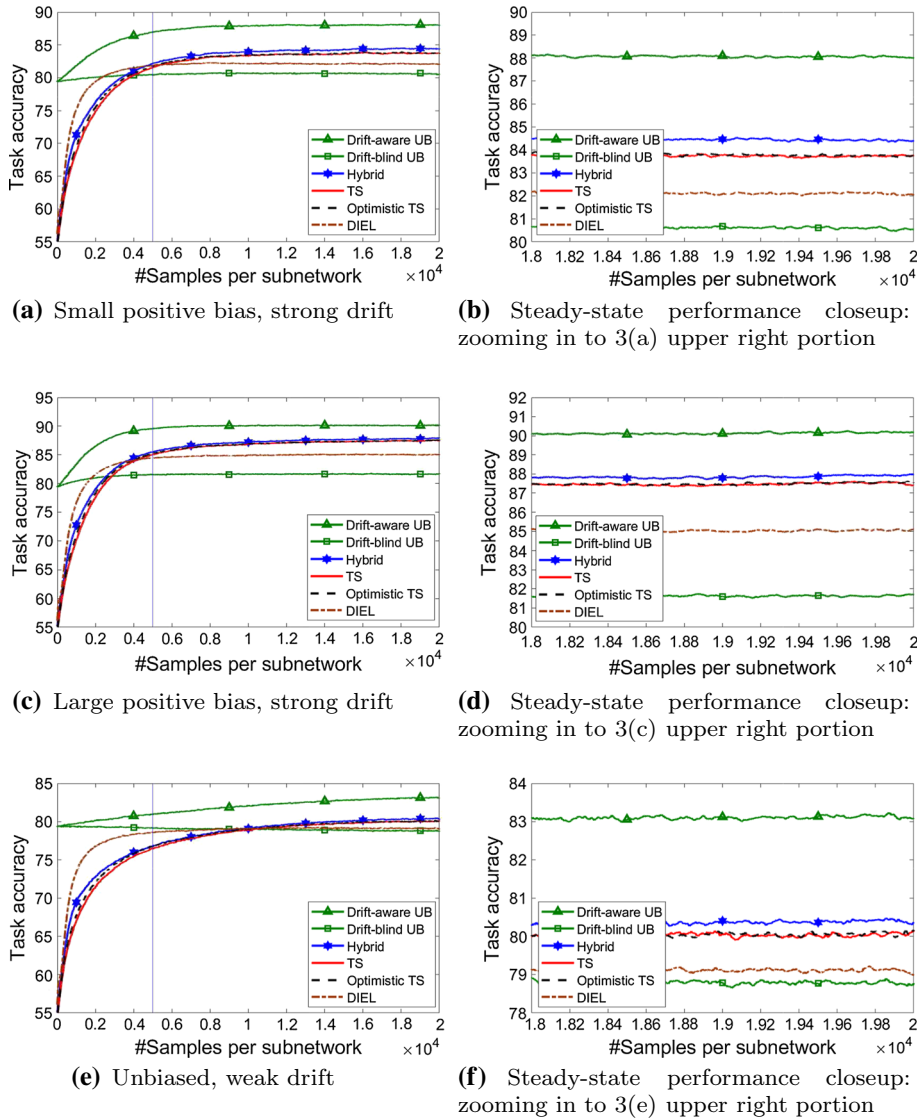 90
85
80
75
70
65
60
55
Task accuracy
Drift-aware UB
Drift-blind UB
Hybrid
TS
Optimistic TS
DIEL
0 0.2 0.4 0.6 0.8 1 1.2 1.4 1.6 1.8 2
#Samples per subnetwork ×10⁴
(a) Small positive bias, strong drift
90
89
88
87
86
85
84
83
82
81
80
Task accuracy
Drift-aware UB
Drift-blind UB
Hybrid
TS
Optimistic TS
DIEL
1.8 1.82 1.84 1.86 1.88 1.9 1.92 1.94 1.96 1.98 2
#Samples per subnetwork ×10⁴
(b) Steady-state performance closeup:
zooming in to 3(a) upper right portion
95
90
85
80
75
70
65
60
55
Task accuracy
Drift-aware UB
Drift-blind UB
Hybrid
TS
Optimistic TS
DIEL
0 0.2 0.4 0.6 0.8 1 1.2 1.4 1.6 1.8 2
#Samples per subnetwork ×10⁴
(c) Large positive bias, strong drift
92
91
90
89
88
87
86
85
84
83
82
81
80
Task accuracy
Drift-aware UB
Drift-blind UB
Hybrid
TS
Optimistic TS
DIEL
1.8 1.82 1.84 1.86 1.88 1.9 1.92 1.94 1.96 1.98 2
#Samples per subnetwork ×10⁴
(d) Steady-state performance closeup:
zooming in to 3(c) upper right portion
85
80
75
70
65
60
55
Task accuracy
Drift-aware UB
Drift-blind UB
Hybrid
TS
Optimistic TS
DIEL
0 0.2 0.4 0.6 0.8 1 1.2 1.4 1.6 1.8 2
#Samples per subnetwork ×10⁴
(e) Unbiased, weak drift
84
83
82
81
80
79
78
Task accuracy
Drift-aware UB
Drift-blind UB
Hybrid
TS
Optimistic TS
DIEL
1.8 1.82 1.84 1.86 1.88 1.9 1.92 1.94 1.96 1.98 2
#Samples per subnetwork ×10⁴
(f) Steady-state performance closeup:
zooming in to 3(e) upper right portion